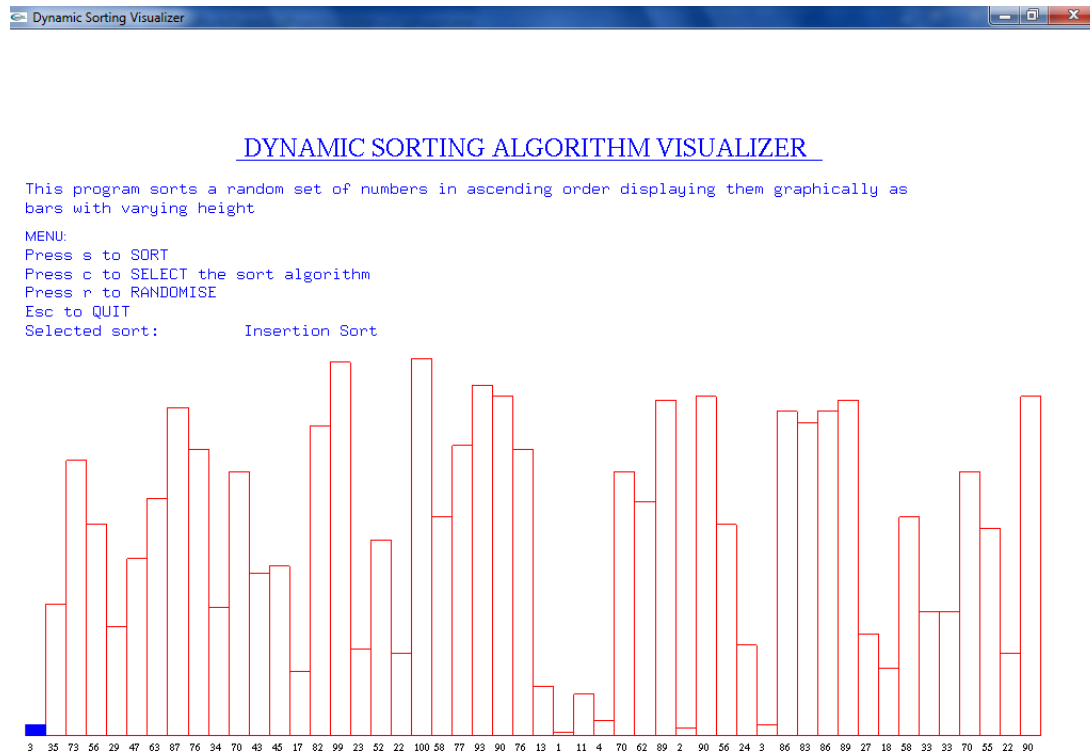 Dynamic Sorting Visualizer
DYNAMIC SORTING ALGORITHM VISUALIZER
This program sorts a random set of numbers in ascending order displaying them graphically as
bars with varying height
MENU:
Press s to SORT
Press c to SELECT the sort algorithm
Press r to RANDOMISE
Esc to QUIT
Selected sort: Insertion Sort
3 35 73 56 29 47 63 87 76 34 70 43 45 17 82 99 23 52 22 100 58 77 93 90 76 13 1 11 4 70 62 89 2 90 56 24 3 86 83 86 89 27 18 58 33 33 70 55 22 90